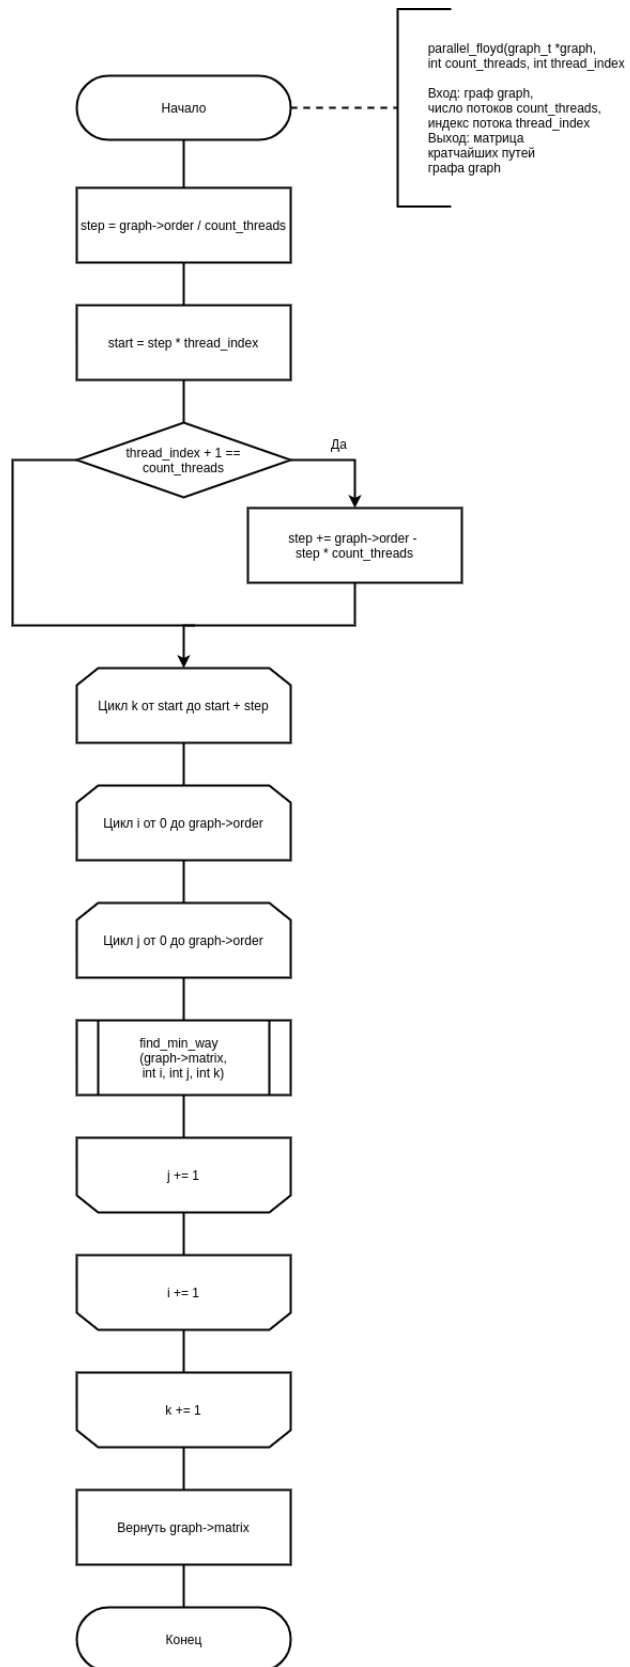 parallel_floyd(graph_t *graph,
int count_threads, int thread_index
Вход: граф graph,
число потоков count_threads,
индекс потока thread_index
Выход: матрица
кратчайших путей
графа graph
Начало
step = graph->order / count_threads
start = step * thread_index
thread_index + 1 ==
count_threads
Да
step += graph->order -
step * count_threads
Цикл k от start до start + step
Цикл i от 0 до graph->order
Цикл j от 0 до graph->order
find_min_way
(graph->matrix,
int i, int j, int k)
j += 1
i += 1
k += 1
Вернуть graph->matrix
Конец